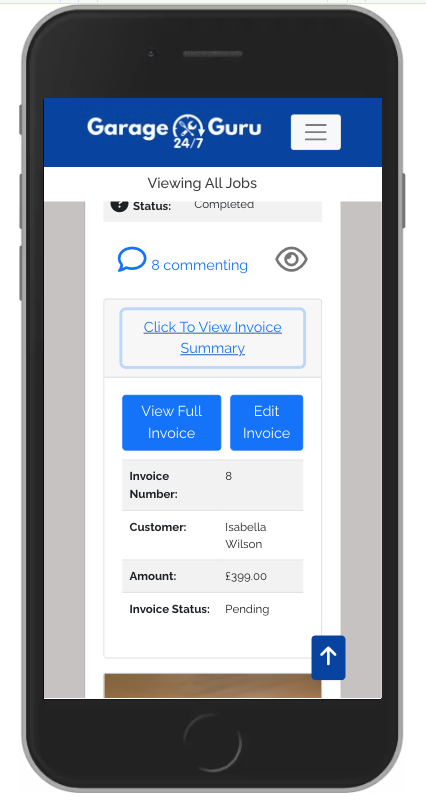 Garage Guru
24/7
Viewing All Jobs
Status: Completed
8 commenting
Click To View Invoice
Summary
View Full
Invoice
Edit
Invoice
Invoice
Number:
8
Customer:
Isabella
Wilson
Amount: £399.00
Invoice Status: Pending